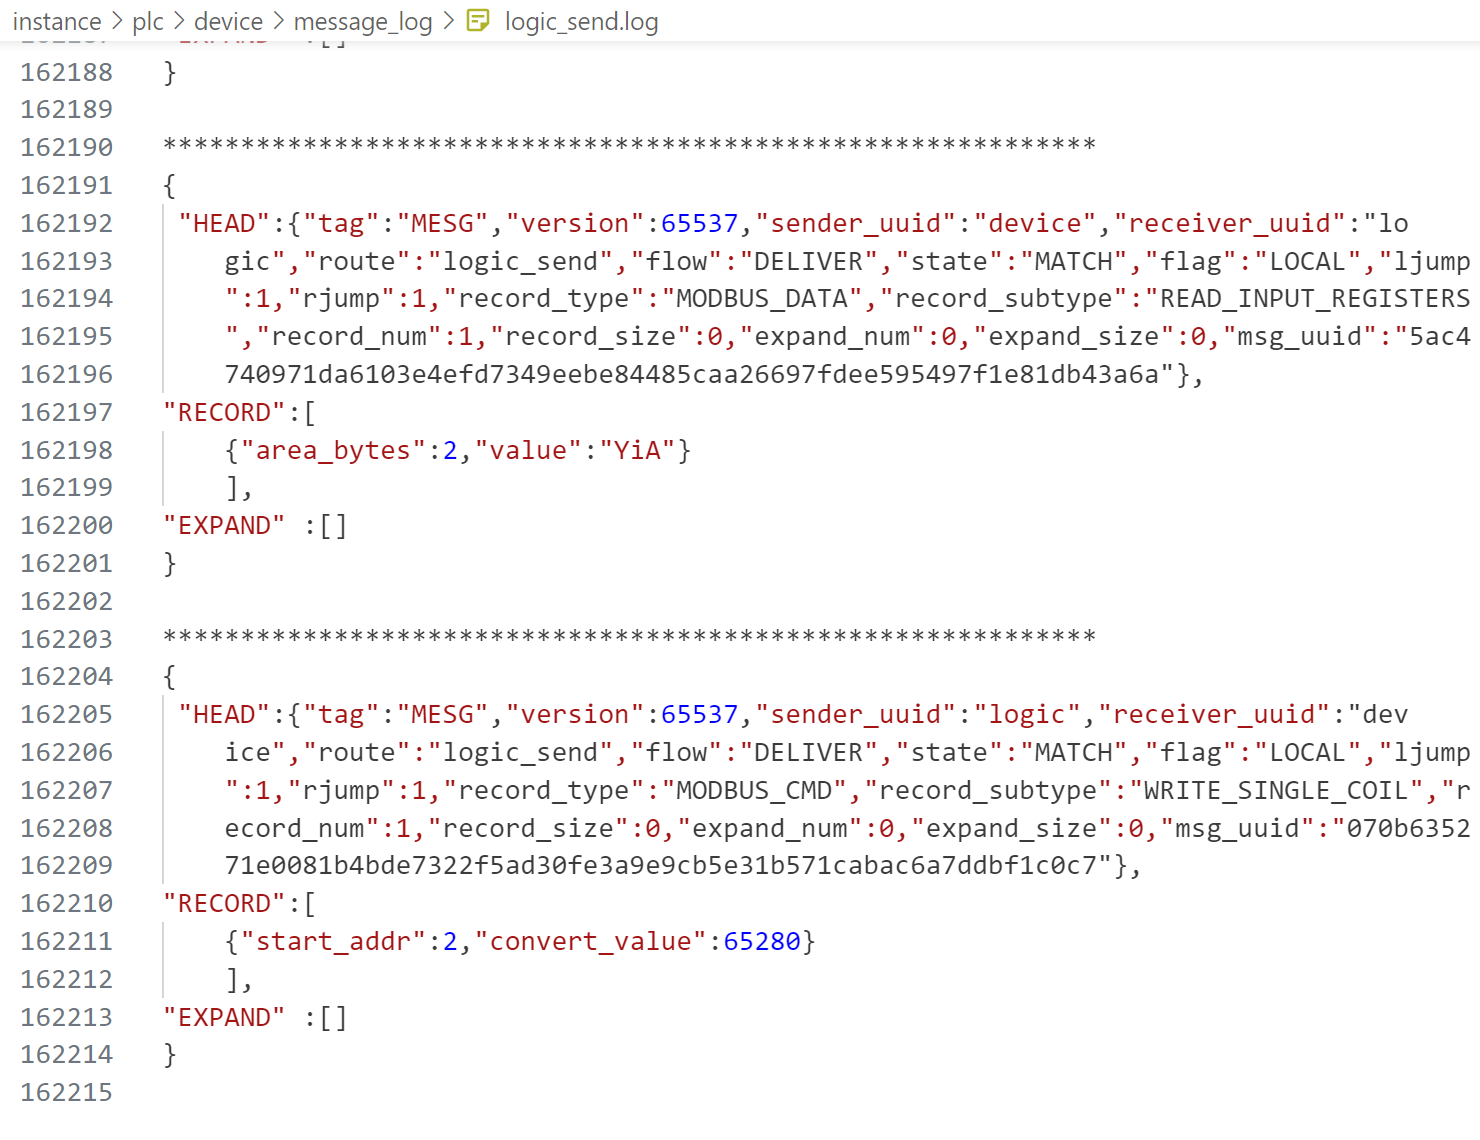 instance > plc > device > message_log > logic_send.log
162188 }
162189
162190 ************************************************************
162191 {
162192 "HEAD":{"tag":"MESG","version":65537,"sender_uuid":"device","receiver_uuid":"lo
162193 gic","route":"logic_send","flow":"DELIVER","state":"MATCH","flag":"LOCAL","ljump
162194 ":1,"rjump":1,"record_type":"MODBUS_DATA","record_subtype":"READ_INPUT_REGISTERS
162195 ","record_num":1,"record_size":0,"expand_num":0,"expand_size":0,"msg_uuid":"5ac4
162196 740971da6103e4efd7349eebe84485caa26697fdee595497f1e81db43a6a"},
162197 "RECORD":[
162198 {"area_bytes":2,"value":"YiA"}
162199 ],
162200 "EXPAND" :[]
162201 }
162202
162203 ************************************************************
162204 {
162205 "HEAD":{"tag":"MESG","version":65537,"sender_uuid":"logic","receiver_uuid":"dev
162206 ice","route":"logic_send","flow":"DELIVER","state":"MATCH","flag":"LOCAL","ljump
162207 ":1,"rjump":1,"record_type":"MODBUS_CMD","record_subtype":"WRITE_SINGLE_COIL","r
162208 ecord_num":1,"record_size":0,"expand_num":0,"expand_size":0,"msg_uuid":"070b6352
162209 71e0081b4bde7322f5ad30fe3a9e9cb5e31b571cabac6a7ddbf1c0c7"},
162210 "RECORD":[
162211 {"start_addr":2,"convert_value":65280}
162212 ],
162213 "EXPAND" :[]
162214 }
162215